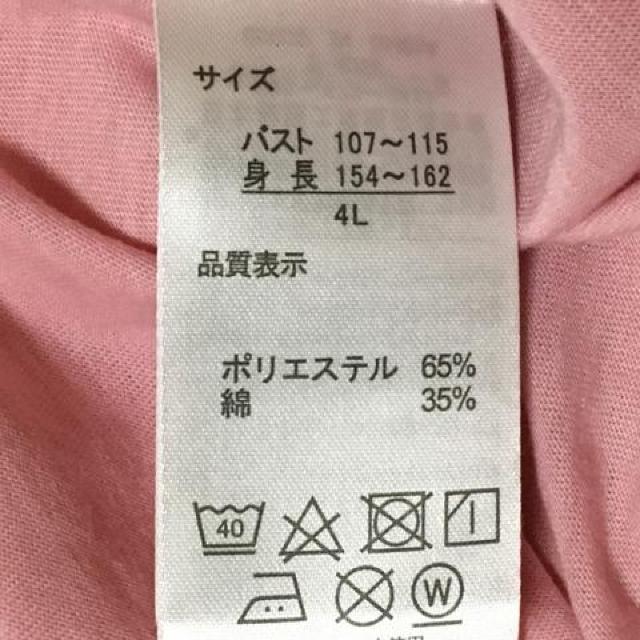 サイズ
バスト 107～115
身長 154～162
4L
品質表示
ポリエステル 65%
綿 35%
40
W